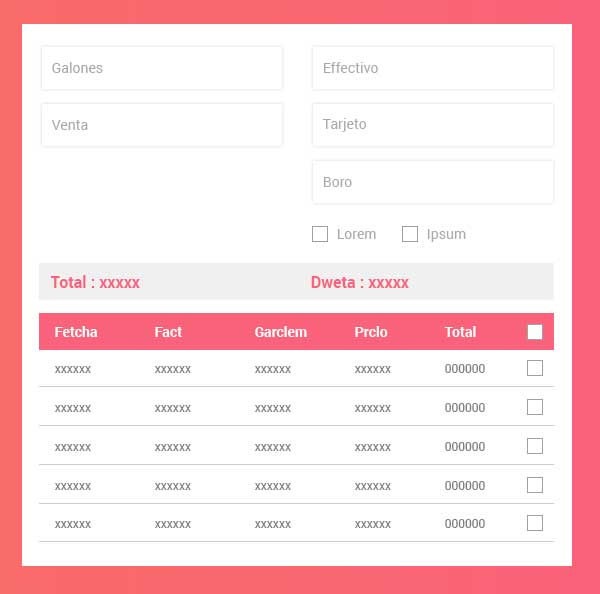 Galones Effectivo
Venta Tarjeto
Boro
Lorem Ipsum
Total : xxxxx Dweta : xxxxx
Fetcha Fact Garclem Prclo Total
xxxxxx xxxxxx xxxxxx xxxxxx 000000
xxxxxx xxxxxx xxxxxx xxxxxx 000000
xxxxxx xxxxxx xxxxxx xxxxxx 000000
xxxxxx xxxxxx xxxxxx xxxxxx 000000
xxxxxx xxxxxx xxxxxx xxxxxx 000000